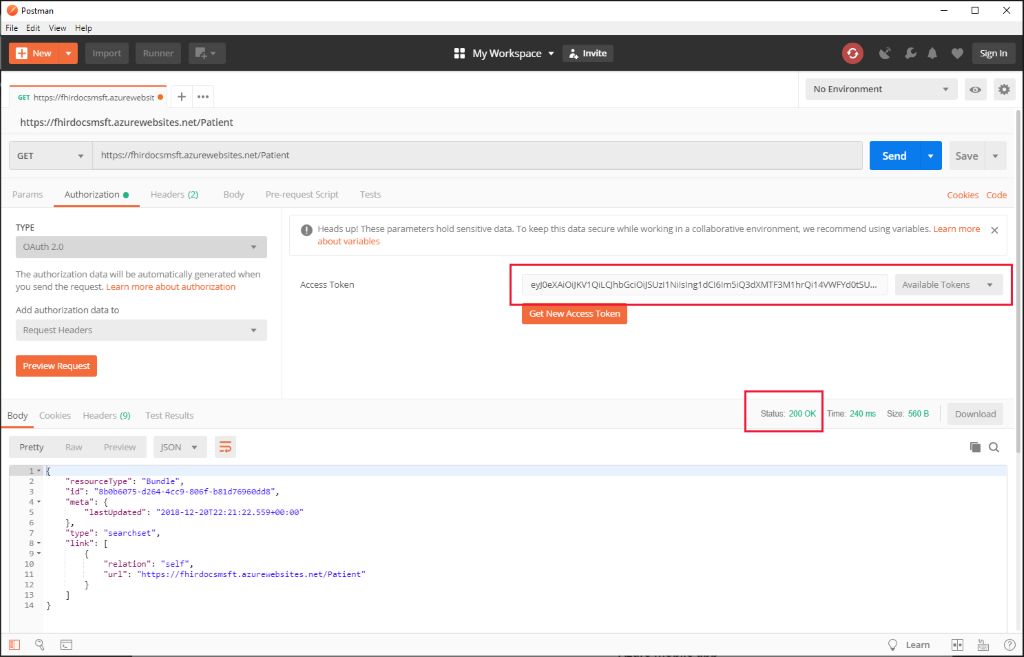 Postman
File Edit View Help
New Import Runner My Workspace Invite Sign In
GET https://fhirdocsmsft.azurewebsit + ••• No Environment
https://fhirdocsmsft.azurewebsites.net/Patient
GET https://fhirdocsmsft.azurewebsites.net/Patient Send Save
Params Authorization Headers (2) Body Pre-request Script Tests Cookies Code
TYPE
OAuth 2.0
The authorization data will be automatically generated when
you send the request. Learn more about authorization
Add authorization data to
Request Headers
Preview Request
Heads up! These parameters hold sensitive data. To keep this data secure while working in a collaborative environment, we recommend using variables. Learn more
about variables
Access Token Available Tokens
Get New Access Token
Body Cookies Headers (9) Test Results Status: 200 OK Time: 240 ms Size: 560 B Download
Pretty Raw Preview JSON
1 {
2 "resourceType": "Bundle",
3 "id": "8b0b6075-d264-4cc9-806f-b81d76960dd8",
4 "meta": {
5 "lastUpdated": "2018-12-20T22:21:22.559+00:00"
6 },
7 "type": "searchset",
8 "link": [
9 {
10 "relation": "self",
11 "url": "https://fhirdocsmsft.azurewebsites.net/Patient"
12 }
13 ]
14 }
Learn